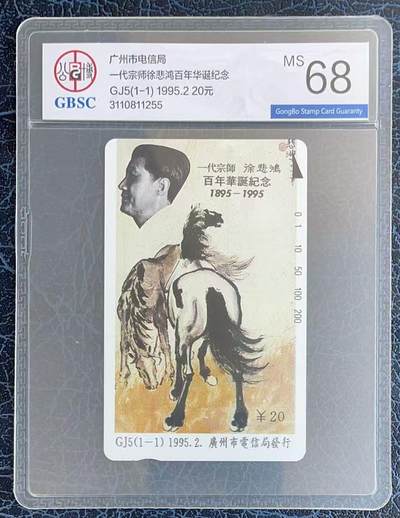 广州市电信局
一代宗师徐悲鸿百年华诞纪念
GJ5(1-1) 1995.2 20元
3110811255
GBSC
MS 68
GongBo Stamp Card Guaranty
一代宗師 徐悲鴻
百年華誕紀念
1895-1995
0 1 10 50 100 200
¥20
GJ5(1-1) 1995.2. 廣州市電信局發行